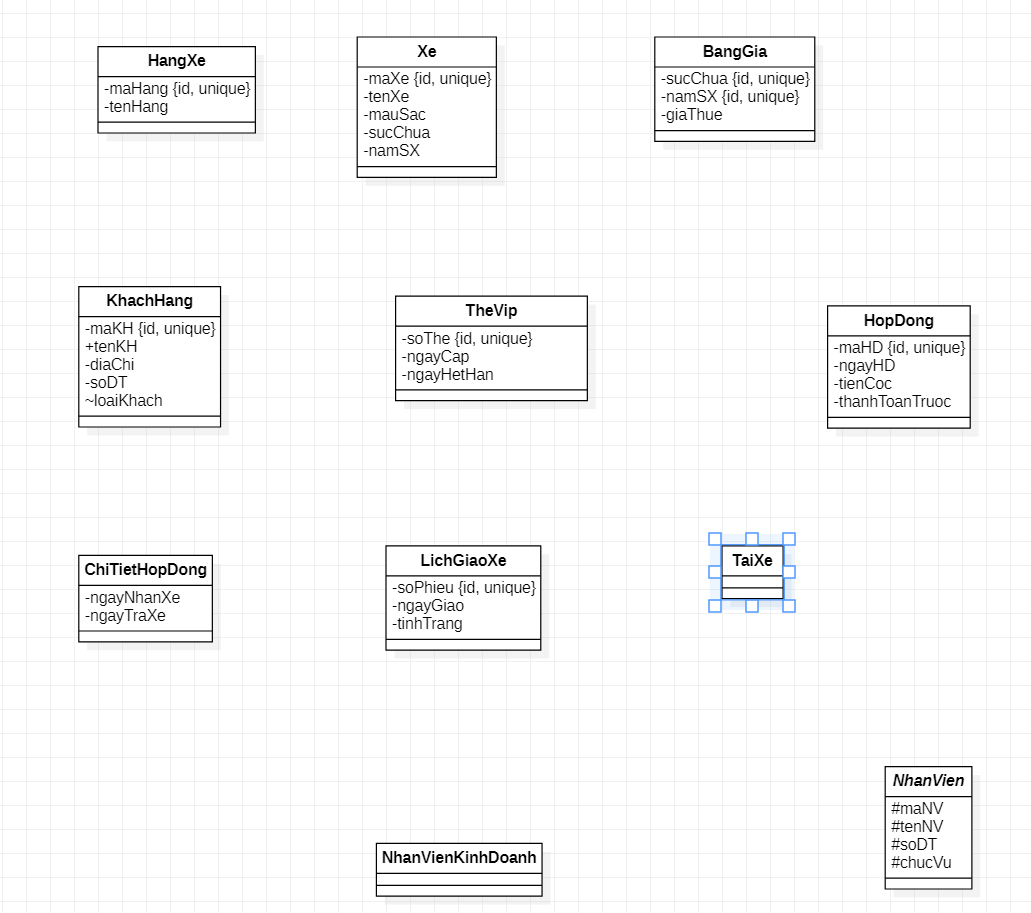 HangXe
-maHang {id, unique}
-tenHang
Xe
-maXe {id, unique}
-tenXe
-mauSac
-sucChua
-namSX
BangGia
-sucChua {id, unique}
-namSX {id, unique}
-giaThue
KhachHang
-maKH {id, unique}
+tenKH
-diaChi
-soDT
~loaiKhach
TheVip
-soThe {id, unique}
-ngayCap
-ngayHetHan
HopDong
-maHD {id, unique}
-ngayHD
-tienCoc
-thanhToanTruoc
ChiTietHopDong
-ngayNhanXe
-ngayTraXe
LichGiaoXe
-soPhieu {id, unique}
-ngayGiao
-tinhTrang
TaiXe
NhanVienKinhDoanh
NhanVien
#maNV
#tenNV
#soDT
#chucVu